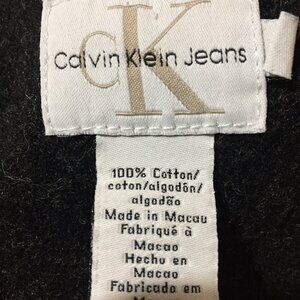 cK
Calvin Klein Jeans
100% Cotton/
coton/algodón/
algodão
Made in Macau
Fabriqué à
Macao
Hecho en
Macao
Fabricado em